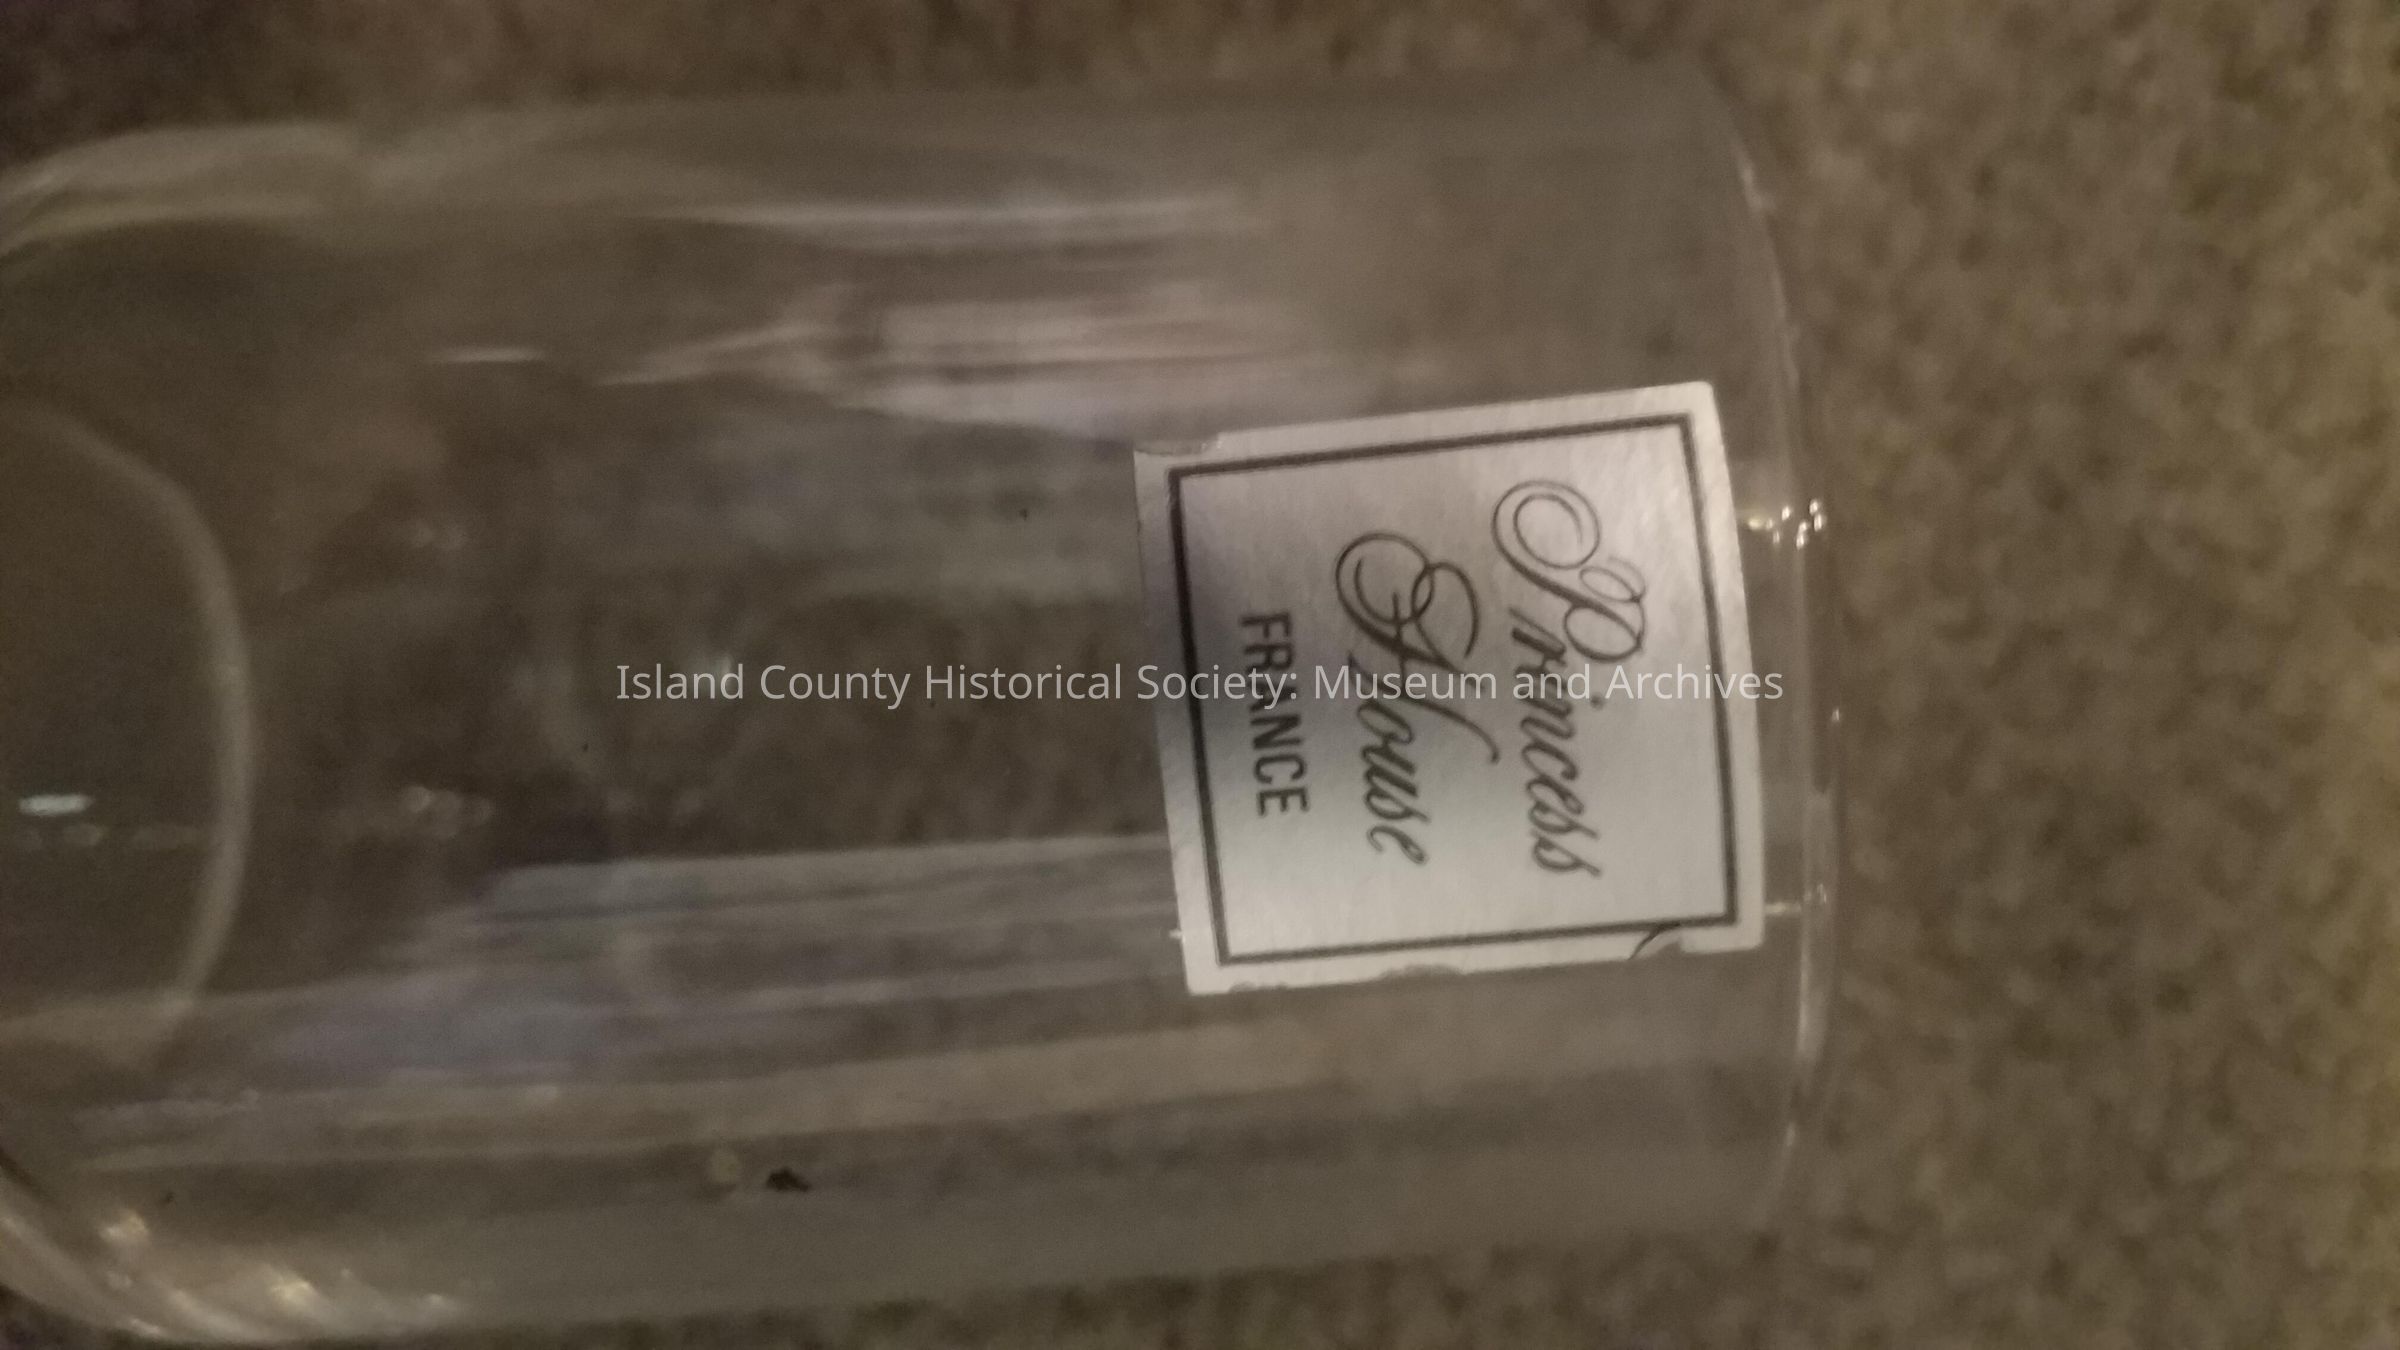 Princess
House
FRANCE
Island County Historical Society: Museum and Archives